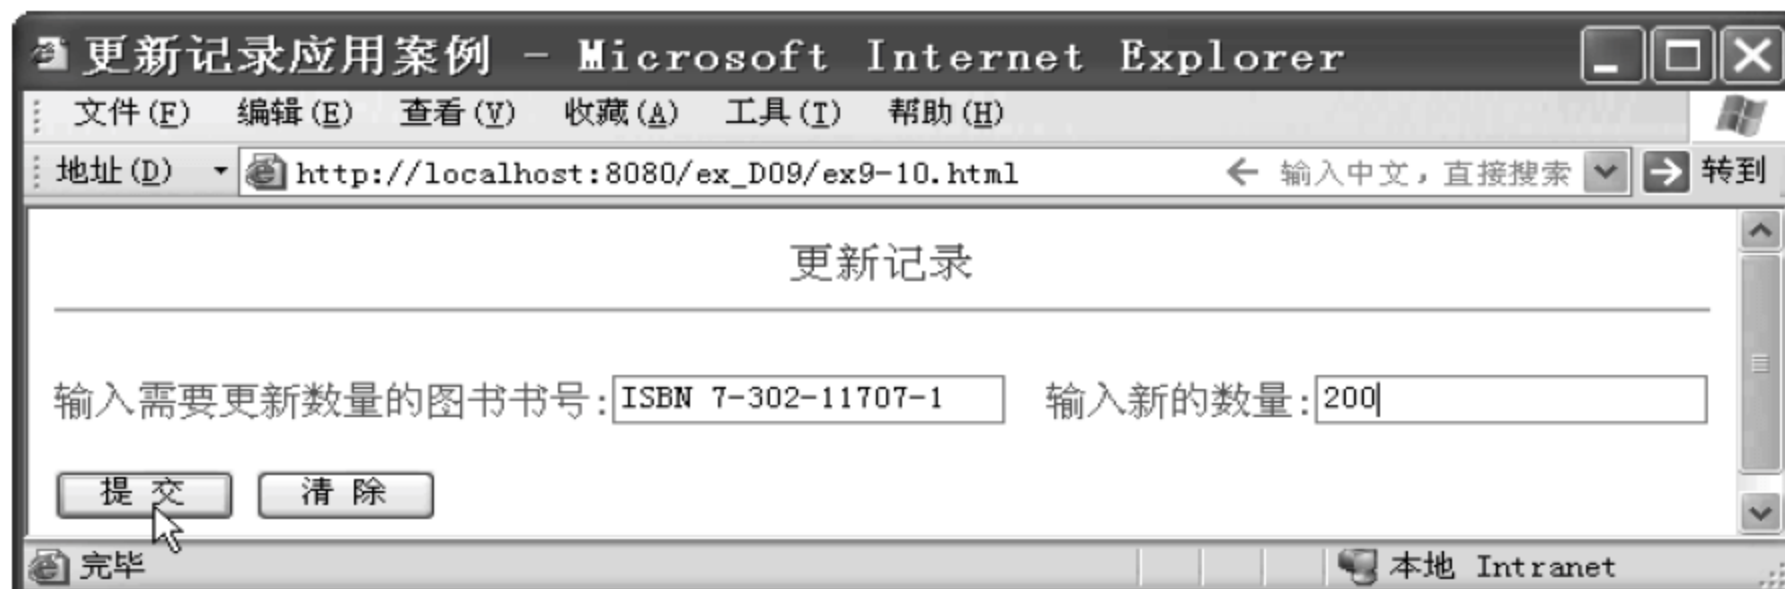 更新记录应用案例 - Microsoft Internet Explorer
文件(F) 编辑(E) 查看(V) 收藏(A) 工具(T) 帮助(H)
地址(D) http://localhost:8080/ex_D09/ex9-10.html 输入中文，直接搜索 转到
更新记录
输入需要更新数量的图书书号:ISBN 7-302-11707-1 输入新的数量:200
提 交 清 除
完毕 本地 Intranet